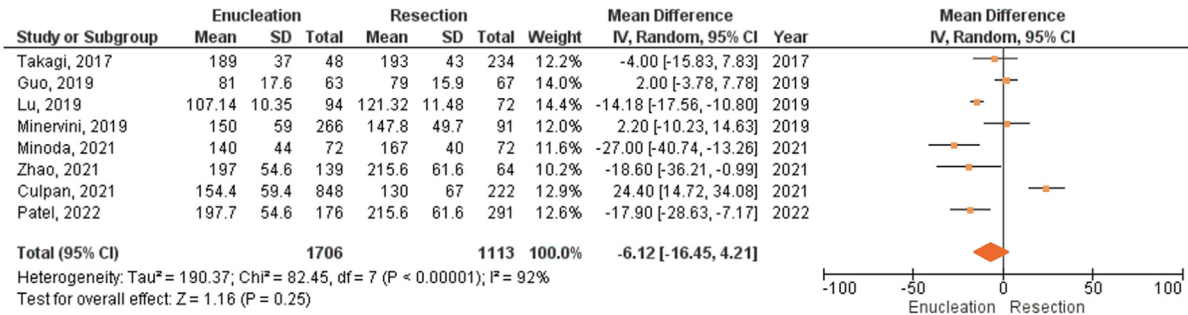 Enucleation Resection Mean Difference Mean Difference
Study or Subgroup Mean SD Total Mean SD Total Weight IV, Random, 95% CI Year IV, Random, 95% CI
Takagi, 2017 189 37 48 193 43 234 12.2% -4.00 [-15.83, 7.83] 2017
Guo, 2019 81 17.6 63 79 15.9 67 14.0% 2.00 [-3.78, 7.78] 2019
Lu, 2019 107.14 10.35 94 121.32 11.48 72 14.4% -14.18 [-17.56, -10.80] 2019
Minervini, 2019 150 59 266 147.8 49.7 91 12.0% 2.20 [-10.23, 14.63] 2019
Minoda, 2021 140 44 72 167 40 72 11.6% -27.00 [-40.74, -13.26] 2021
Zhao, 2021 197 54.6 139 215.6 61.6 64 10.2% -18.60 [-36.21, -0.99] 2021
Culpan, 2021 154.4 59.4 848 130 67 222 12.9% 24.40 [14.72, 34.08] 2021
Patel, 2022 197.7 54.6 176 215.6 61.6 291 12.6% -17.90 [-28.63, -7.17] 2022
Total (95% CI) 1706 1113 100.0% -6.12 [-16.45, 4.21]
Heterogeneity: Tau² = 190.37; Chi² = 82.45, df = 7 (P < 0.00001); I² = 92%
Test for overall effect: Z = 1.16 (P = 0.25)
-100 -50 0 50 100
Enucleation Resection